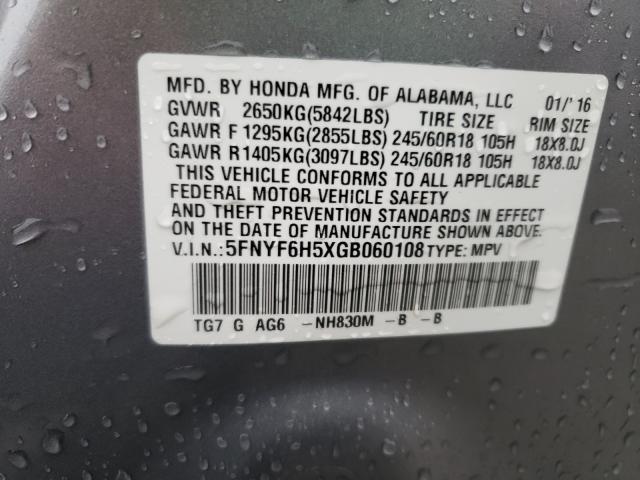 MFD. BY HONDA MFG. OF ALABAMA, LLC 01/'16
GVWR 2650KG(5842LBS) TIRE SIZE RIM SIZE
GAWR F 1295KG(2855LBS) 245/60R18 105H 18X8.0J
GAWR R1405KG(3097LBS) 245/60R18 105H 18X8.0J
THIS VEHICLE CONFORMS TO ALL APPLICABLE
FEDERAL MOTOR VEHICLE SAFETY
AND THEFT PREVENTION STANDARDS IN EFFECT
ON THE DATE OF MANUFACTURE SHOWN ABOVE.
V.I.N.: 5FNYF6H5XGB060108 TYPE: MPV
TG7 G AG6 -NH830M -B -B